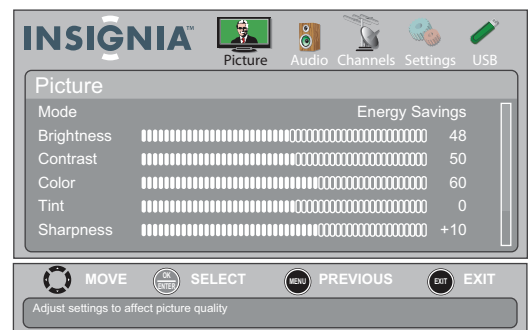 INSIGNIA™
Picture Audio Channels Settings USB
Picture
Mode Energy Savings
Brightness 48
Contrast 50
Color 60
Tint 0
Sharpness +10
MOVE OK ENTER SELECT MENU PREVIOUS EXIT EXIT
Adjust settings to affect picture quality